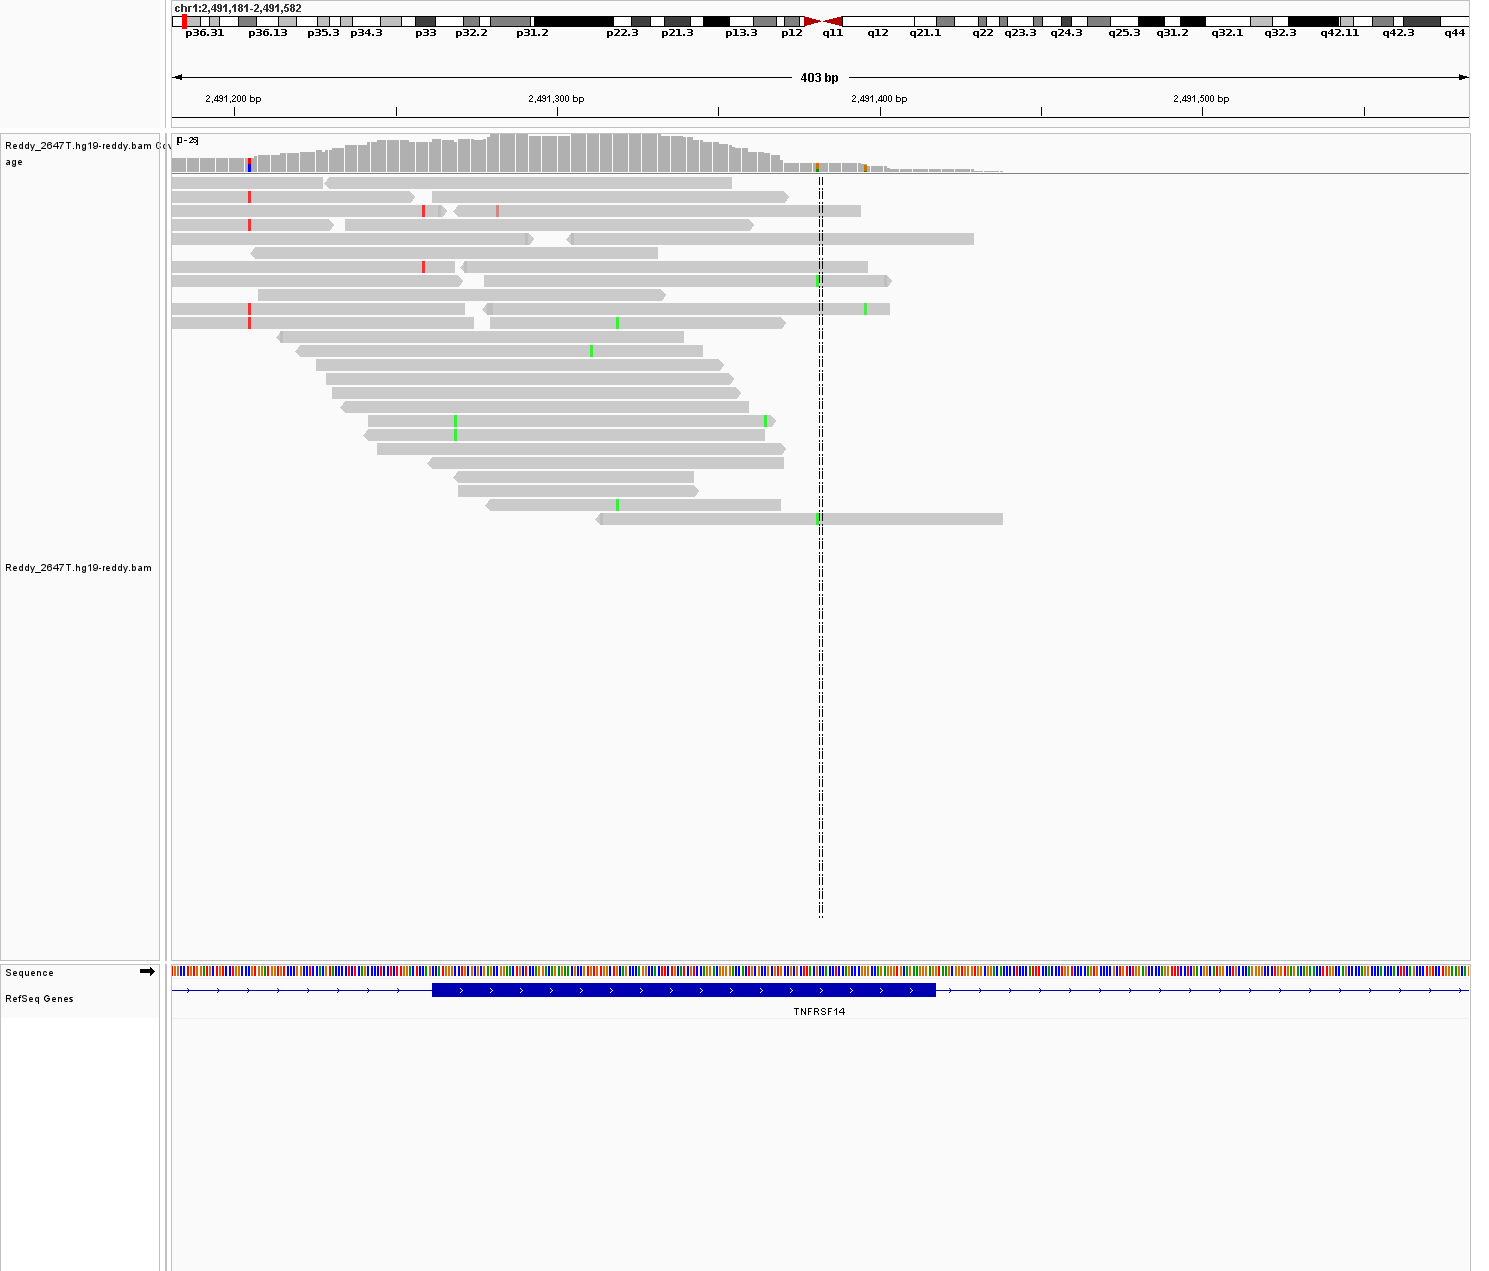 chr1:2,491,181-2,491,582
p36.31 p36.13 p35.3 p34.3 p33 p32.2 p31.2 p22.3 p21.3 p13.3 p12 q11 q12 q21.1 q22 q23.3 q24.3 q25.3 q31.2 q32.1 q32.3 q42.11 q42.3 q44
403 bp
2,491,200 bp 2,491,300 bp 2,491,400 bp 2,491,500 bp
[0-25]
Reddy_2647T.hg19-reddy.bam Cov
age
Reddy_2647T.hg19-reddy.bam
Sequence
RefSeq Genes
TNFRSF14